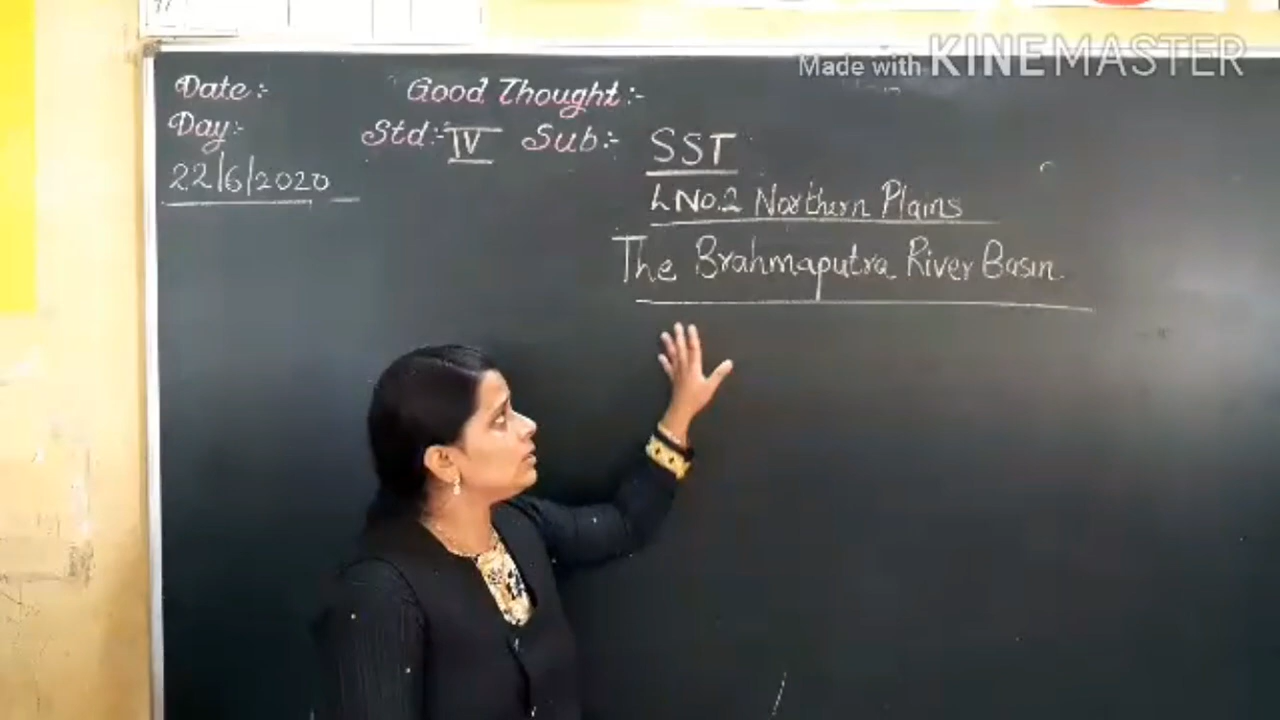 Made with KINEMASTER
Date:- Good Thought:-
Day:- Std:- IV Sub:- SST
22/6/2020
L No.2 Northern Plains
The Brahmaputra River Basin